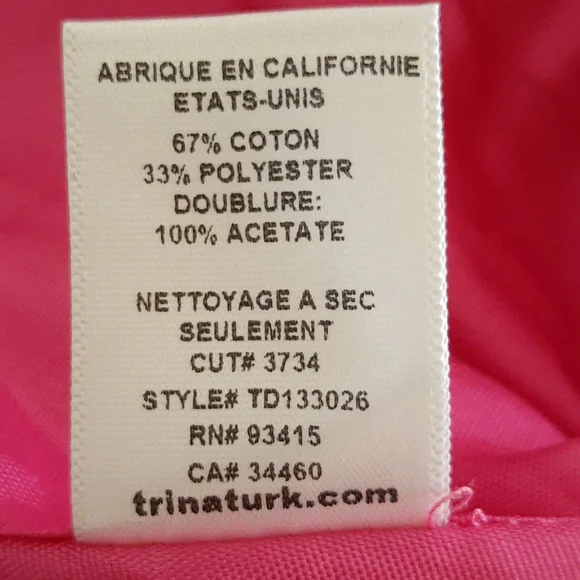 ABRIQUE EN CALIFORNIE
ETATS-UNIS
67% COTON
33% POLYESTER
DOUBLURE:
100% ACETATE
NETTOYAGE A SEC
SEULEMENT
CUT# 3734
STYLE# TD133026
RN# 93415
CA# 34460
trinaturk.com